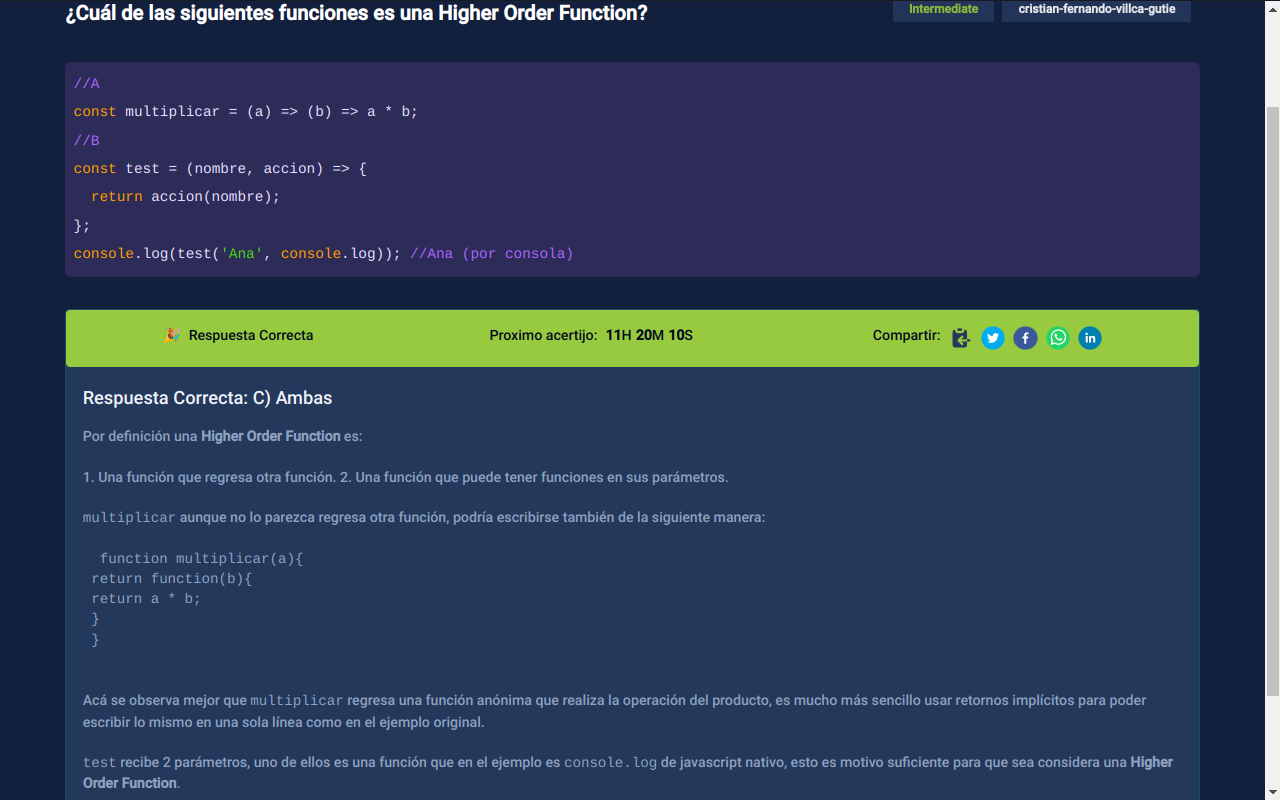 ¿Cuál de las siguientes funciones es una Higher Order Function?
Intermediate
cristian-fernando-villca-gutie
//A
const multiplicar = (a) => (b) => a * b;
//B
const test = (nombre, accion) => {
  return accion(nombre);
};
console.log(test('Ana', console.log)); //Ana (por consola)
🎉 Respuesta Correcta
Proximo acertijo: 11H 20M 10S
Compartir:
Respuesta Correcta: C) Ambas
Por definición una Higher Order Function es:
1. Una función que regresa otra función. 2. Una función que puede tener funciones en sus parámetros.
multiplicar aunque no lo parezca regresa otra función, podría escribirse también de la siguiente manera:
function multiplicar(a){
return function(b){
return a * b;
}
}
Acá se observa mejor que multiplicar regresa una función anónima que realiza la operación del producto, es mucho más sencillo usar retornos implícitos para poder
escribir lo mismo en una sola línea como en el ejemplo original.
test recibe 2 parámetros, uno de ellos es una función que en el ejemplo es console.log de javascript nativo, esto es motivo suficiente para que sea considera una Higher
Order Function.